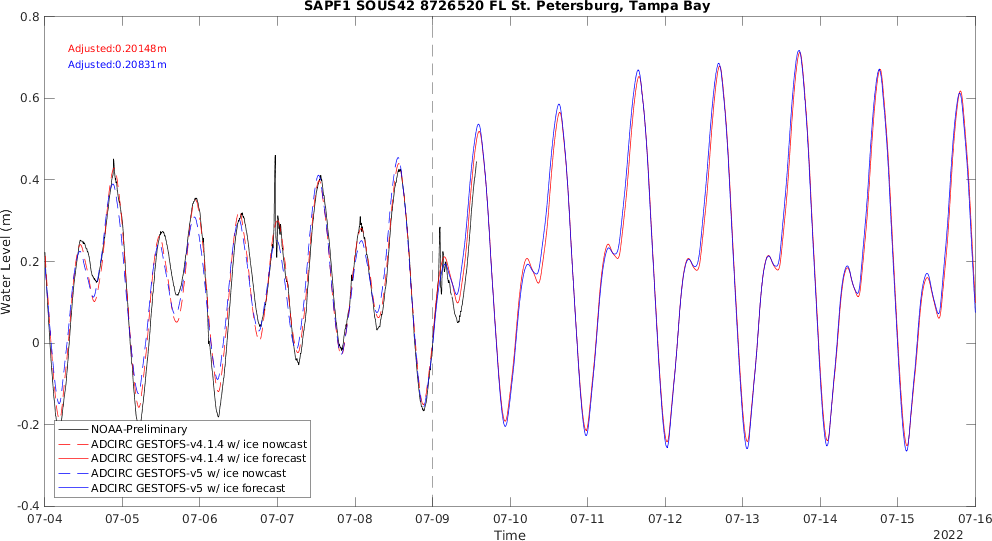 SAPF1 SOUS42 8726520 FL St. Petersburg, Tampa Bay
0.8
Adjusted:0.20148m
Adjusted:0.20831m
0.6
0.4
Water Level (m)
0.2
0
-0.2
NOAA-Preliminary
ADCIRC GESTOFS-v4.1.4 w/ ice nowcast
ADCIRC GESTOFS-v4.1.4 w/ ice forecast
ADCIRC GESTOFS-v5 w/ ice nowcast
ADCIRC GESTOFS-v5 w/ ice forecast
-0.4
07-04 07-05 07-06 07-07 07-08 07-09 07-10 07-11 07-12 07-13 07-14 07-15 07-16
Time
2022